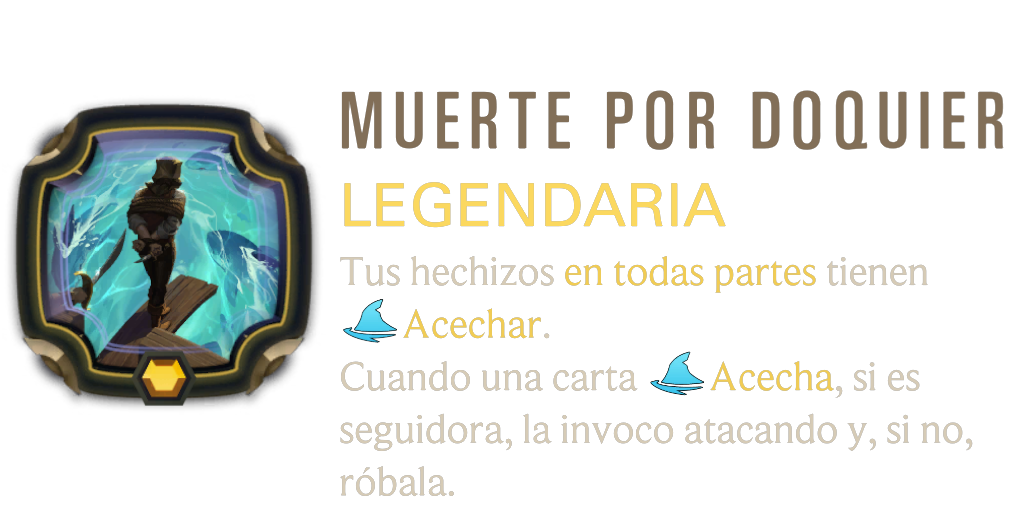 MUERTE POR DOQUIER
LEGENDARIA
Tus hechizos en todas partes tienen
Acechar.
Cuando una carta Acecha, si es
seguidora, la invoco atacando y, si no,
róbala.